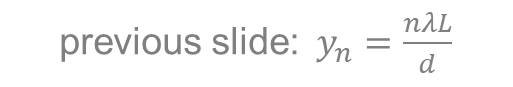 previous slide: yₙ = nλL/d